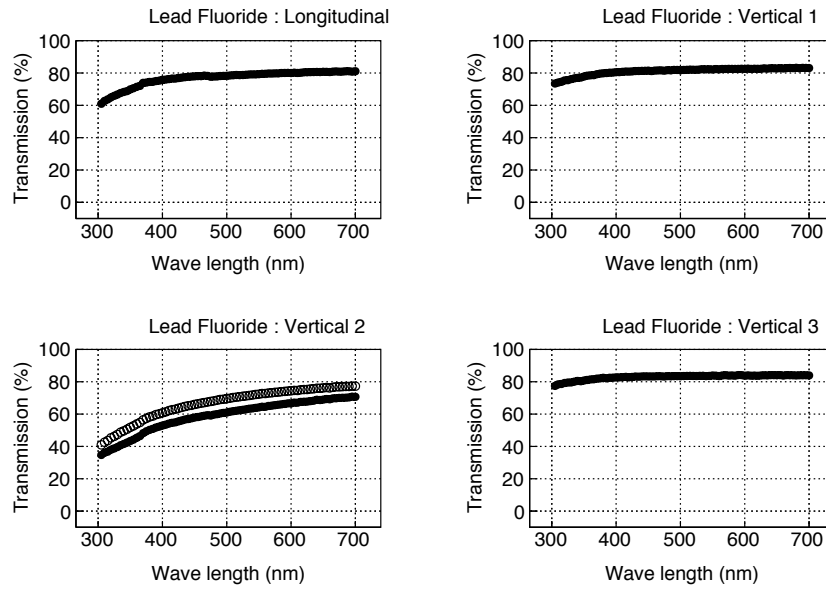 Lead Fluoride : Longitudinal
Transmission (%)
100
80
60
40
20
0
300 400 500 600 700
Wave length (nm)
Lead Fluoride : Vertical 1
Transmission (%)
100
80
60
40
20
0
300 400 500 600 700
Wave length (nm)
Lead Fluoride : Vertical 2
Transmission (%)
100
80
60
40
20
0
300 400 500 600 700
Wave length (nm)
Lead Fluoride : Vertical 3
Transmission (%)
100
80
60
40
20
0
300 400 500 600 700
Wave length (nm)